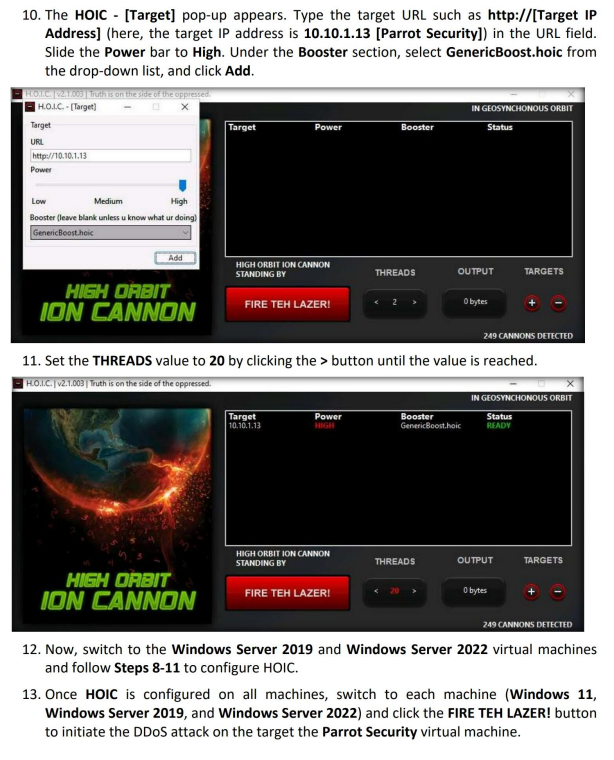 10. The HOIC - [Target] pop-up appears. Type the target URL such as http://[Target IP
Address] (here, the target IP address is 10.10.1.13 [Parrot Security]) in the URL field.
Slide the Power bar to High. Under the Booster section, select GenericBoost.hoic from
the drop-down list, and click Add.
H.O.I.C. | v2.1.003 | Truth is on the side of the oppressed.
H.O.I.C. - [Target]
IN GEOSYNCHONOUS ORBIT
Target
URL
http://10.10.1.13
Power
Low Medium High
Booster (leave blank unless u know what ur doing)
GenericBoost.hoic
Add
Target Power Booster Status
HIGH ORBIT
ION CANNON
HIGH ORBIT ION CANNON
STANDING BY
THREADS OUTPUT TARGETS
FIRE TEH LAZER!
< 2 >
0 bytes
+ -
249 CANNONS DETECTED
11. Set the THREADS value to 20 by clicking the > button until the value is reached.
H.O.I.C. | v2.1.003 | Truth is on the side of the oppressed.
IN GEOSYNCHONOUS ORBIT
Target Power Booster Status
10.10.1.13 HIGH GenericBoost.hoic READY
HIGH ORBIT
ION CANNON
HIGH ORBIT ION CANNON
STANDING BY
THREADS OUTPUT TARGETS
FIRE TEH LAZER!
< 20 >
0 bytes
+ -
249 CANNONS DETECTED
12. Now, switch to the Windows Server 2019 and Windows Server 2022 virtual machines
and follow Steps 8-11 to configure HOIC.
13. Once HOIC is configured on all machines, switch to each machine (Windows 11,
Windows Server 2019, and Windows Server 2022) and click the FIRE TEH LAZER! button
to initiate the DDoS attack on the target the Parrot Security virtual machine.